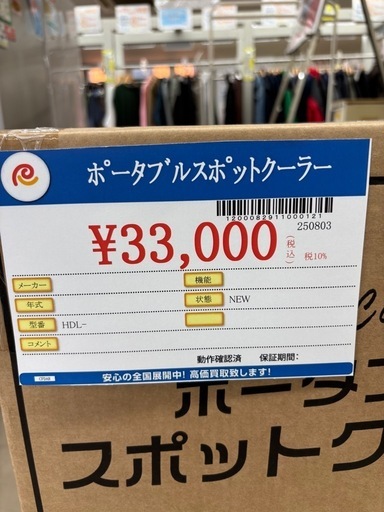 ポータブルスポットクーラー
1200082911000121
250803
¥33,000
(税込)
税10%
メーカー
機能
年式
状態
NEW
型番
HDL-
コメント
動作確認済
保証期間:
安心の全国展開中! 高価買取致します!
ポータブ
スポットク